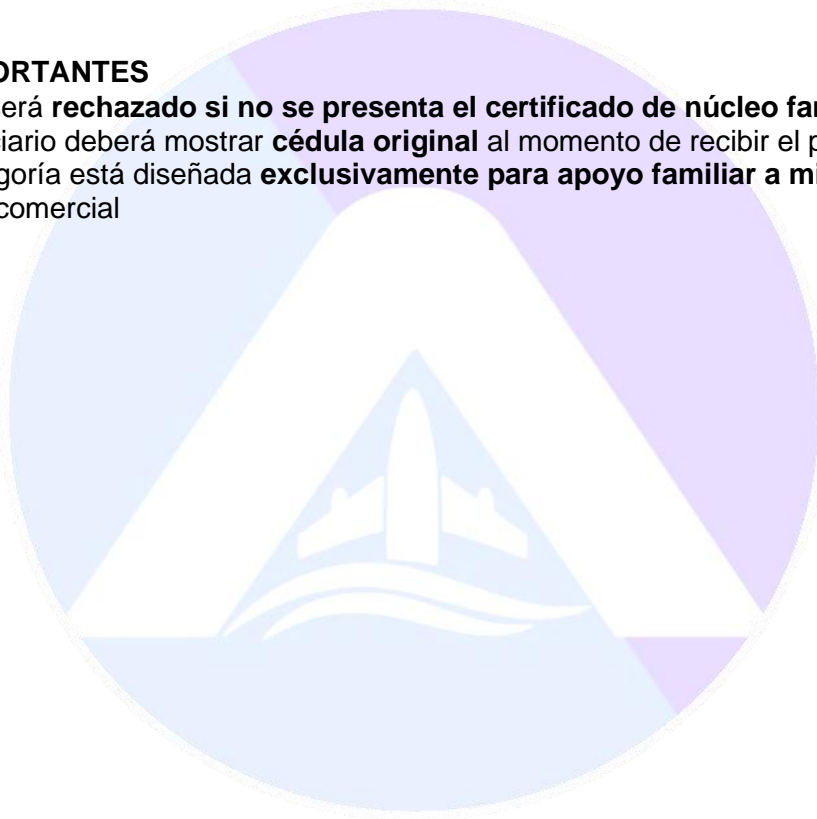 ORTANTES
erá rechazado si no se presenta el certificado de núcleo fa
iario deberá mostrar cédula original al momento de recibir el p
goría está diseñada exclusivamente para apoyo familiar a mi
comercial